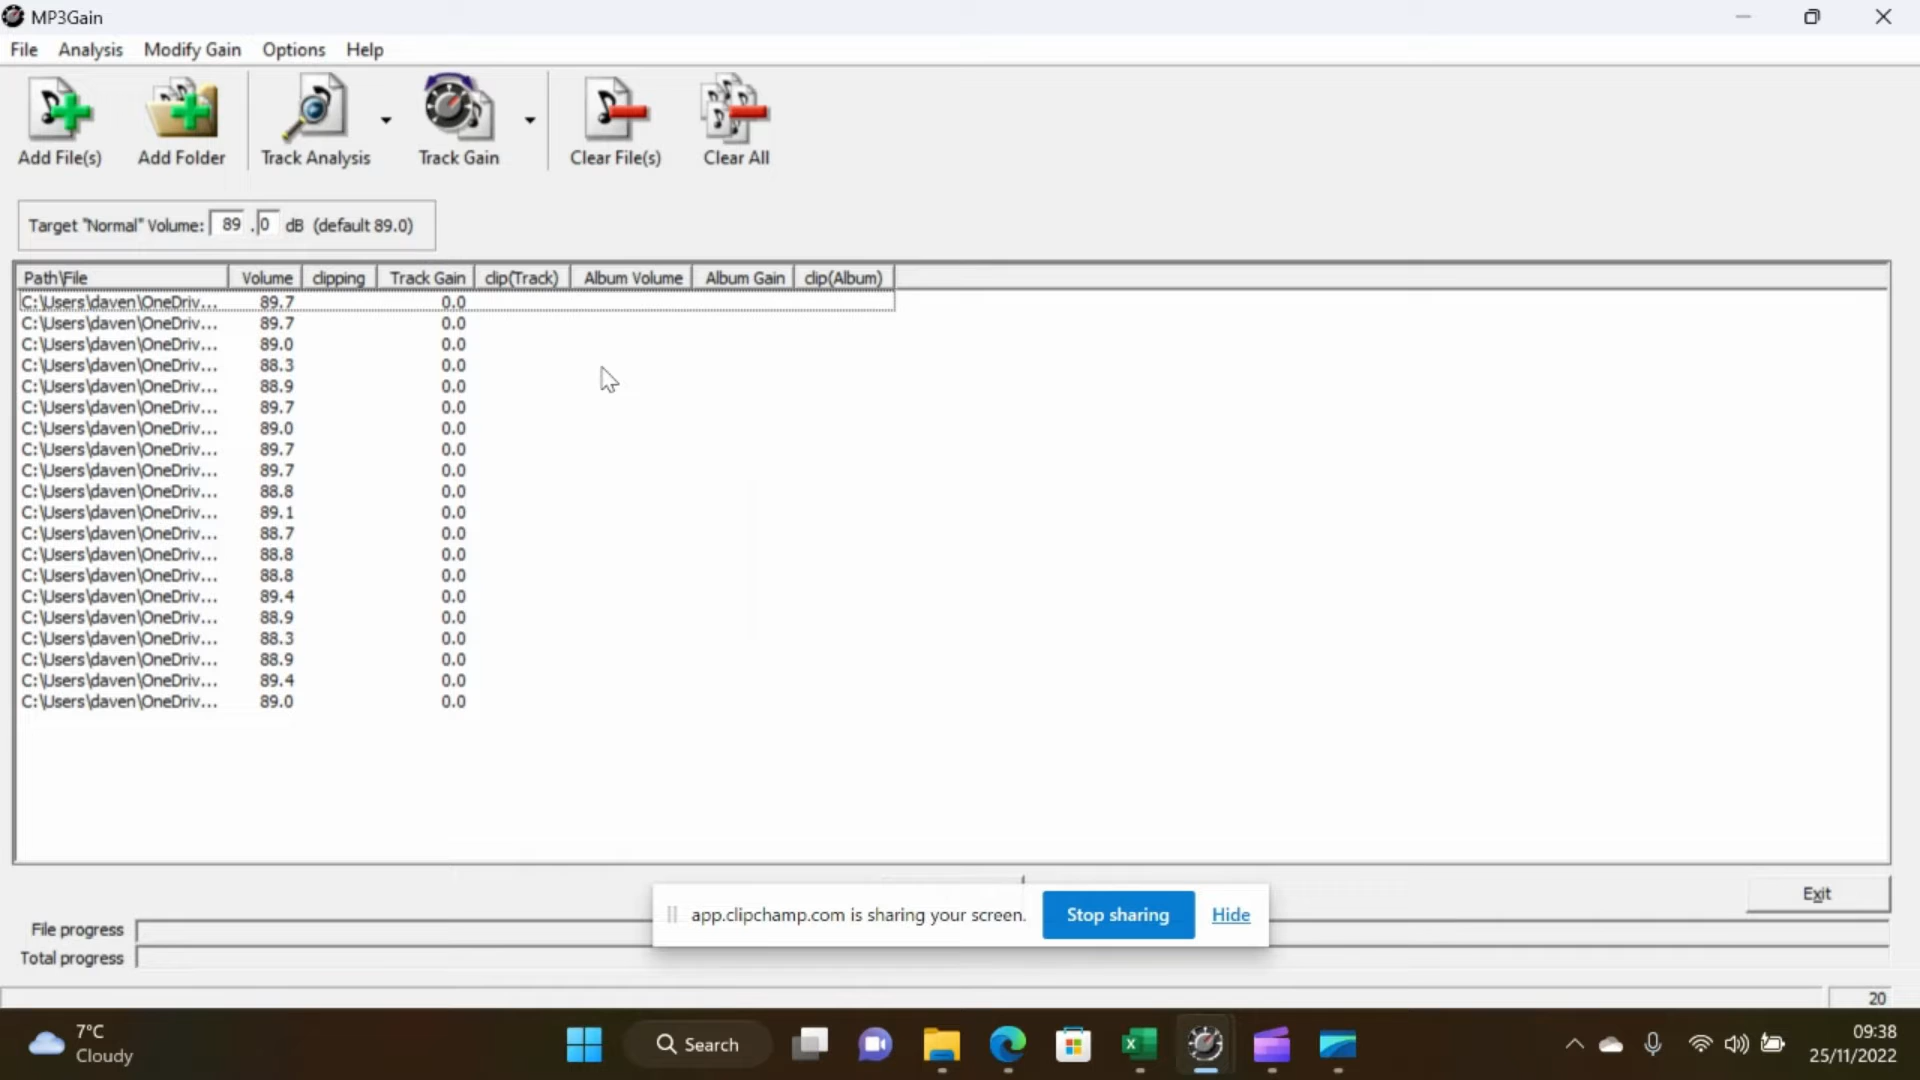 MP3Gain
File Analysis Modify Gain Options Help
Add File(s) Add Folder Track Analysis Track Gain Clear File(s) Clear All
Target "Normal" Volume: 89 .0 dB (default 89.0)
Path\File Volume clipping Track Gain clip(Track) Album Volume Album Gain clip(Album)
C:\Users\daven\OneDriv... 89.7 0.0
C:\Users\daven\OneDriv... 89.7 0.0
C:\Users\daven\OneDriv... 89.0 0.0
C:\Users\daven\OneDriv... 88.3 0.0
C:\Users\daven\OneDriv... 88.9 0.0
C:\Users\daven\OneDriv... 89.7 0.0
C:\Users\daven\OneDriv... 89.0 0.0
C:\Users\daven\OneDriv... 89.7 0.0
C:\Users\daven\OneDriv... 89.7 0.0
C:\Users\daven\OneDriv... 88.8 0.0
C:\Users\daven\OneDriv... 89.1 0.0
C:\Users\daven\OneDriv... 88.7 0.0
C:\Users\daven\OneDriv... 88.8 0.0
C:\Users\daven\OneDriv... 88.8 0.0
C:\Users\daven\OneDriv... 89.4 0.0
C:\Users\daven\OneDriv... 88.9 0.0
C:\Users\daven\OneDriv... 88.3 0.0
C:\Users\daven\OneDriv... 88.9 0.0
C:\Users\daven\OneDriv... 89.4 0.0
C:\Users\daven\OneDriv... 89.0 0.0
Exit
app.clipchamp.com is sharing your screen. Stop sharing Hide
File progress
Total progress
20
7°C
Cloudy
Search
09:38
25/11/2022